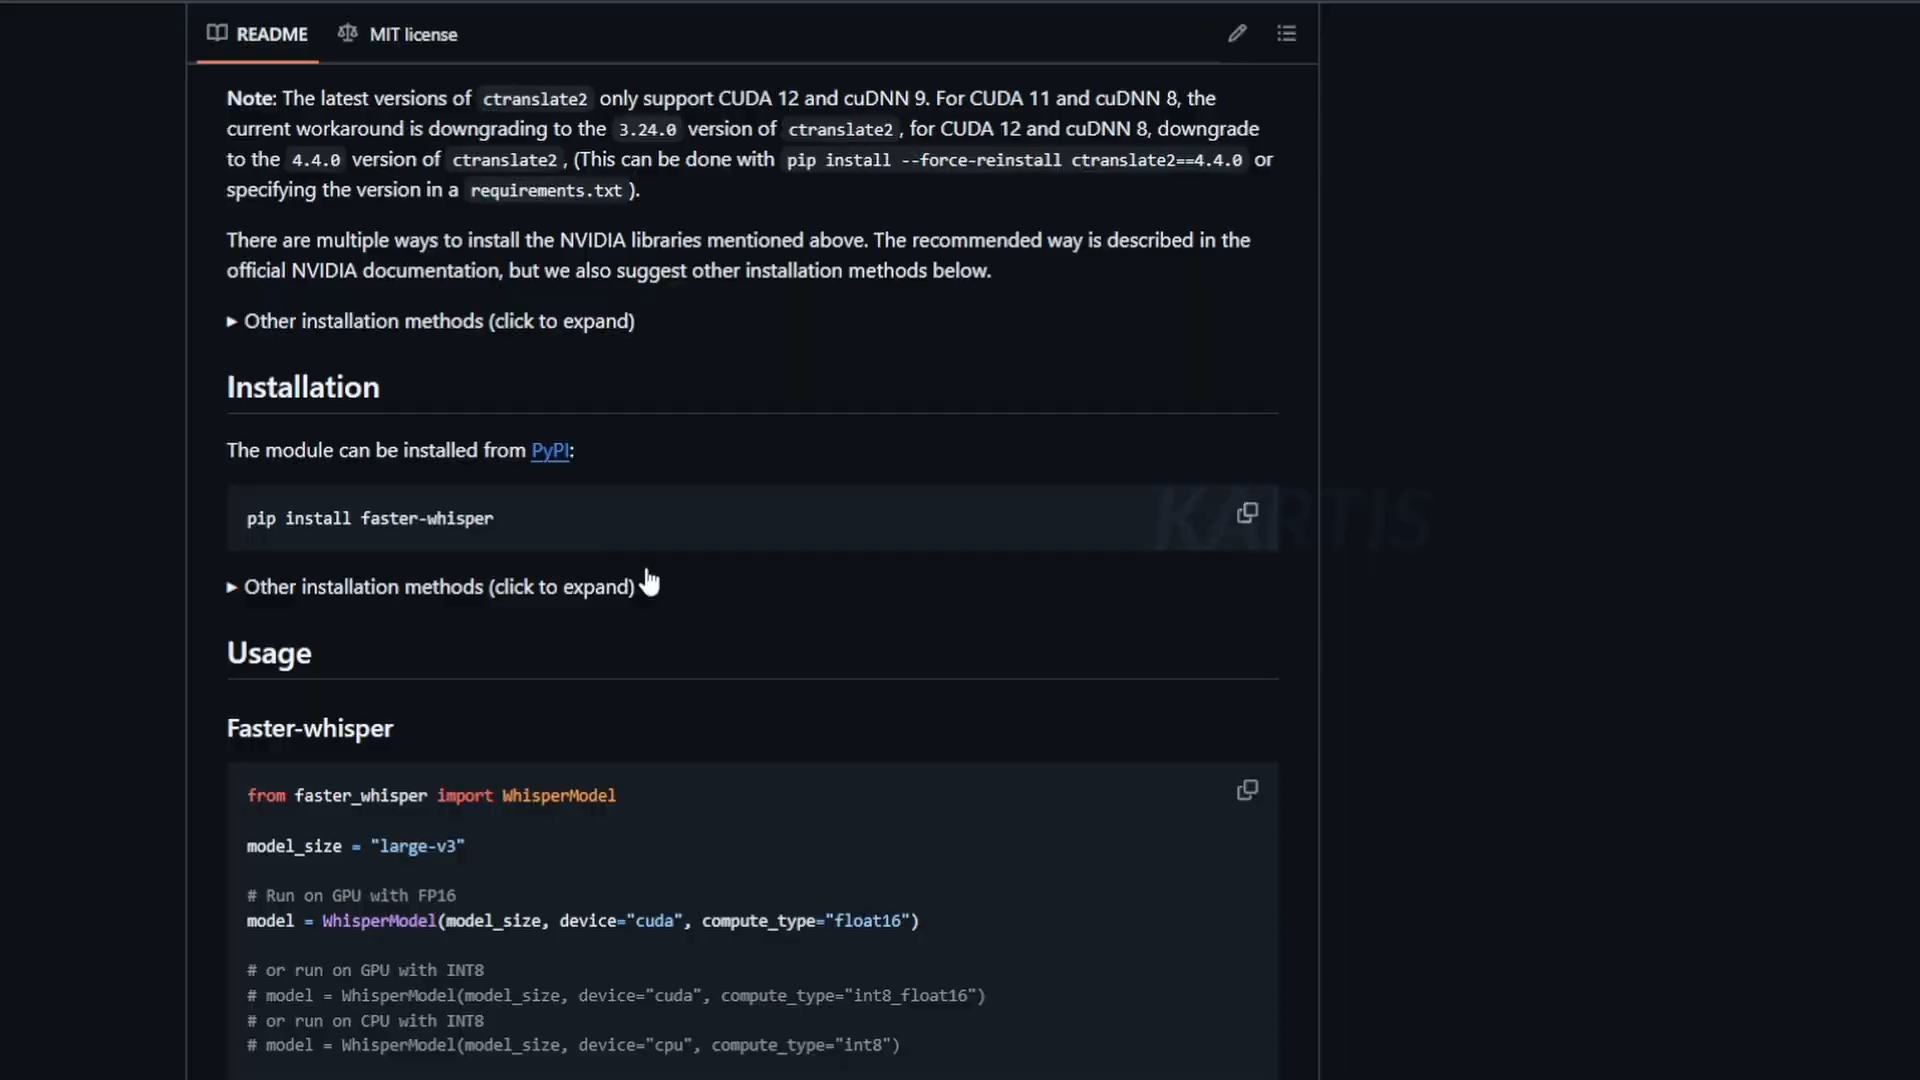 README
MIT license
Note: The latest versions of ctranslate2 only support CUDA 12 and cuDNN 9. For CUDA 11 and cuDNN 8, the
current workaround is downgrading to the 3.24.0 version of ctranslate2, for CUDA 12 and cuDNN 8, downgrade
to the 4.4.0 version of ctranslate2, (This can be done with pip install --force-reinstall ctranslate2==4.4.0 or
specifying the version in a requirements.txt).
There are multiple ways to install the NVIDIA libraries mentioned above. The recommended way is described in the
official NVIDIA documentation, but we also suggest other installation methods below.
Other installation methods (click to expand)
Installation
The module can be installed from PyPI:
pip install faster-whisper
KARTIS
Other installation methods (click to expand)
Usage
Faster-whisper
from faster_whisper import WhisperModel
model_size = "large-v3"
# Run on GPU with FP16
model = WhisperModel(model_size, device="cuda", compute_type="float16")
# or run on GPU with INT8
# model = WhisperModel(model_size, device="cuda", compute_type="int8_float16")
# or run on CPU with INT8
# model = WhisperModel(model_size, device="cpu", compute_type="int8")